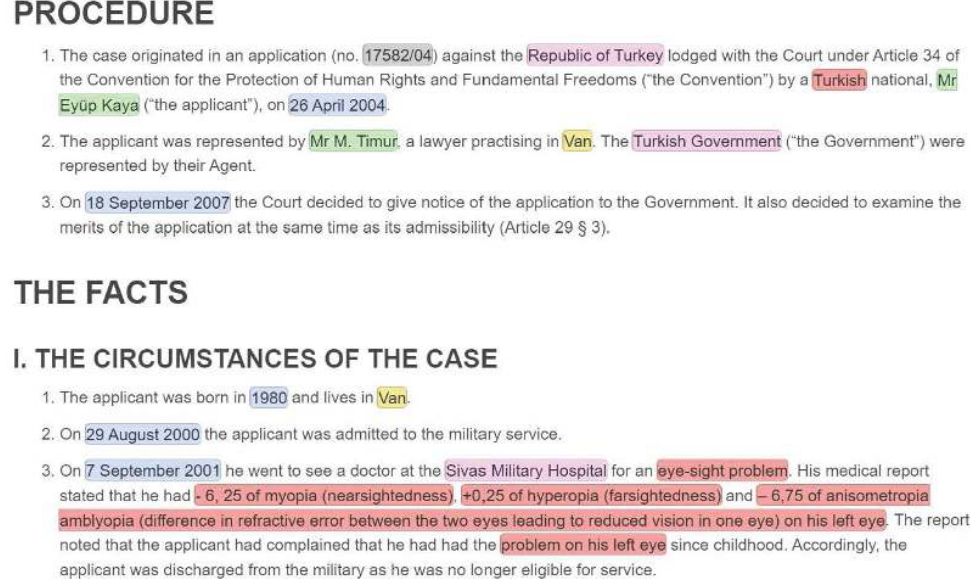 PROCEDURE
1. The case originated in an application (no. 17582/04) against the Republic of Turkey lodged with the Court under Article 34 of
the Convention for the Protection of Human Rights and Fundamental Freedoms ("the Convention") by a Turkish national, Mr
Eyüp Kaya ("the applicant"), on 26 April 2004.
2. The applicant was represented by Mr M. Timur, a lawyer practising in Van. The Turkish Government ("the Government") were
represented by their Agent.
3. On 18 September 2007 the Court decided to give notice of the application to the Government. It also decided to examine the
merits of the application at the same time as its admissibility (Article 29 § 3).
THE FACTS
I. THE CIRCUMSTANCES OF THE CASE
1. The applicant was born in 1980 and lives in Van.
2. On 29 August 2000 the applicant was admitted to the military service.
3. On 7 September 2001 he went to see a doctor at the Sivas Military Hospital for an eye-sight problem. His medical report
stated that he had - 6, 25 of myopia (nearsightedness), +0,25 of hyperopia (farsightedness) and – 6,75 of anisometropia
amblyopia (difference in refractive error between the two eyes leading to reduced vision in one eye) on his left eye. The report
noted that the applicant had complained that he had had the problem on his left eye since childhood. Accordingly, the
applicant was discharged from the military as he was no longer eligible for service.